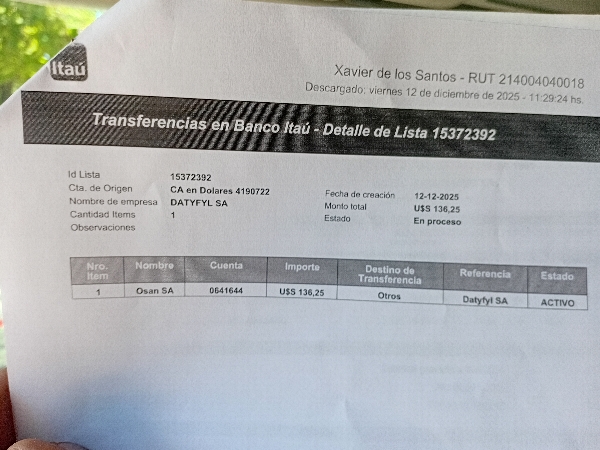 Itaú
Xavier de los Santos - RUT 214004040018
Descargado: viernes 12 de diciembre de 2025 - 11:29:24 hs.
Transferencias en Banco Itaú - Detalle de Lista 15372392
Id Lista 15372392
Cta. de Origen CA en Dolares 4190722
Nombre de empresa DATYFYL SA
Cantidad Items 1
Observaciones
Fecha de creación 12-12-2025
Monto total U$S 136,25
Estado En proceso
Nro. Item Nombre Cuenta Importe Destino de Transferencia Referencia Estado
1 Osan SA 0641644 U$S 136,25 Otros Datyfyl SA ACTIVO